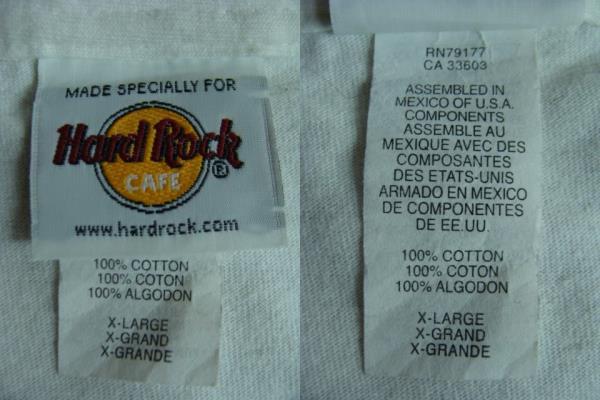 MADE SPECIALLY FOR
Hard Rock
CAFE
®
www.hardrock.com
100% COTTON
100% COTON
100% ALGODON
X-LARGE
X-GRAND
X-GRANDE
RN79177
CA 33603
ASSEMBLED IN
MEXICO OF U.S.A.
COMPONENTS
ASSEMBLE AU
MEXIQUE AVEC DES
COMPOSANTES
DES ETATS-UNIS
ARMADO EN MEXICO
DE COMPONENTES
DE EE.UU.
100% COTTON
100% COTON
100% ALGODON
X-LARGE
X-GRAND
X-GRANDE